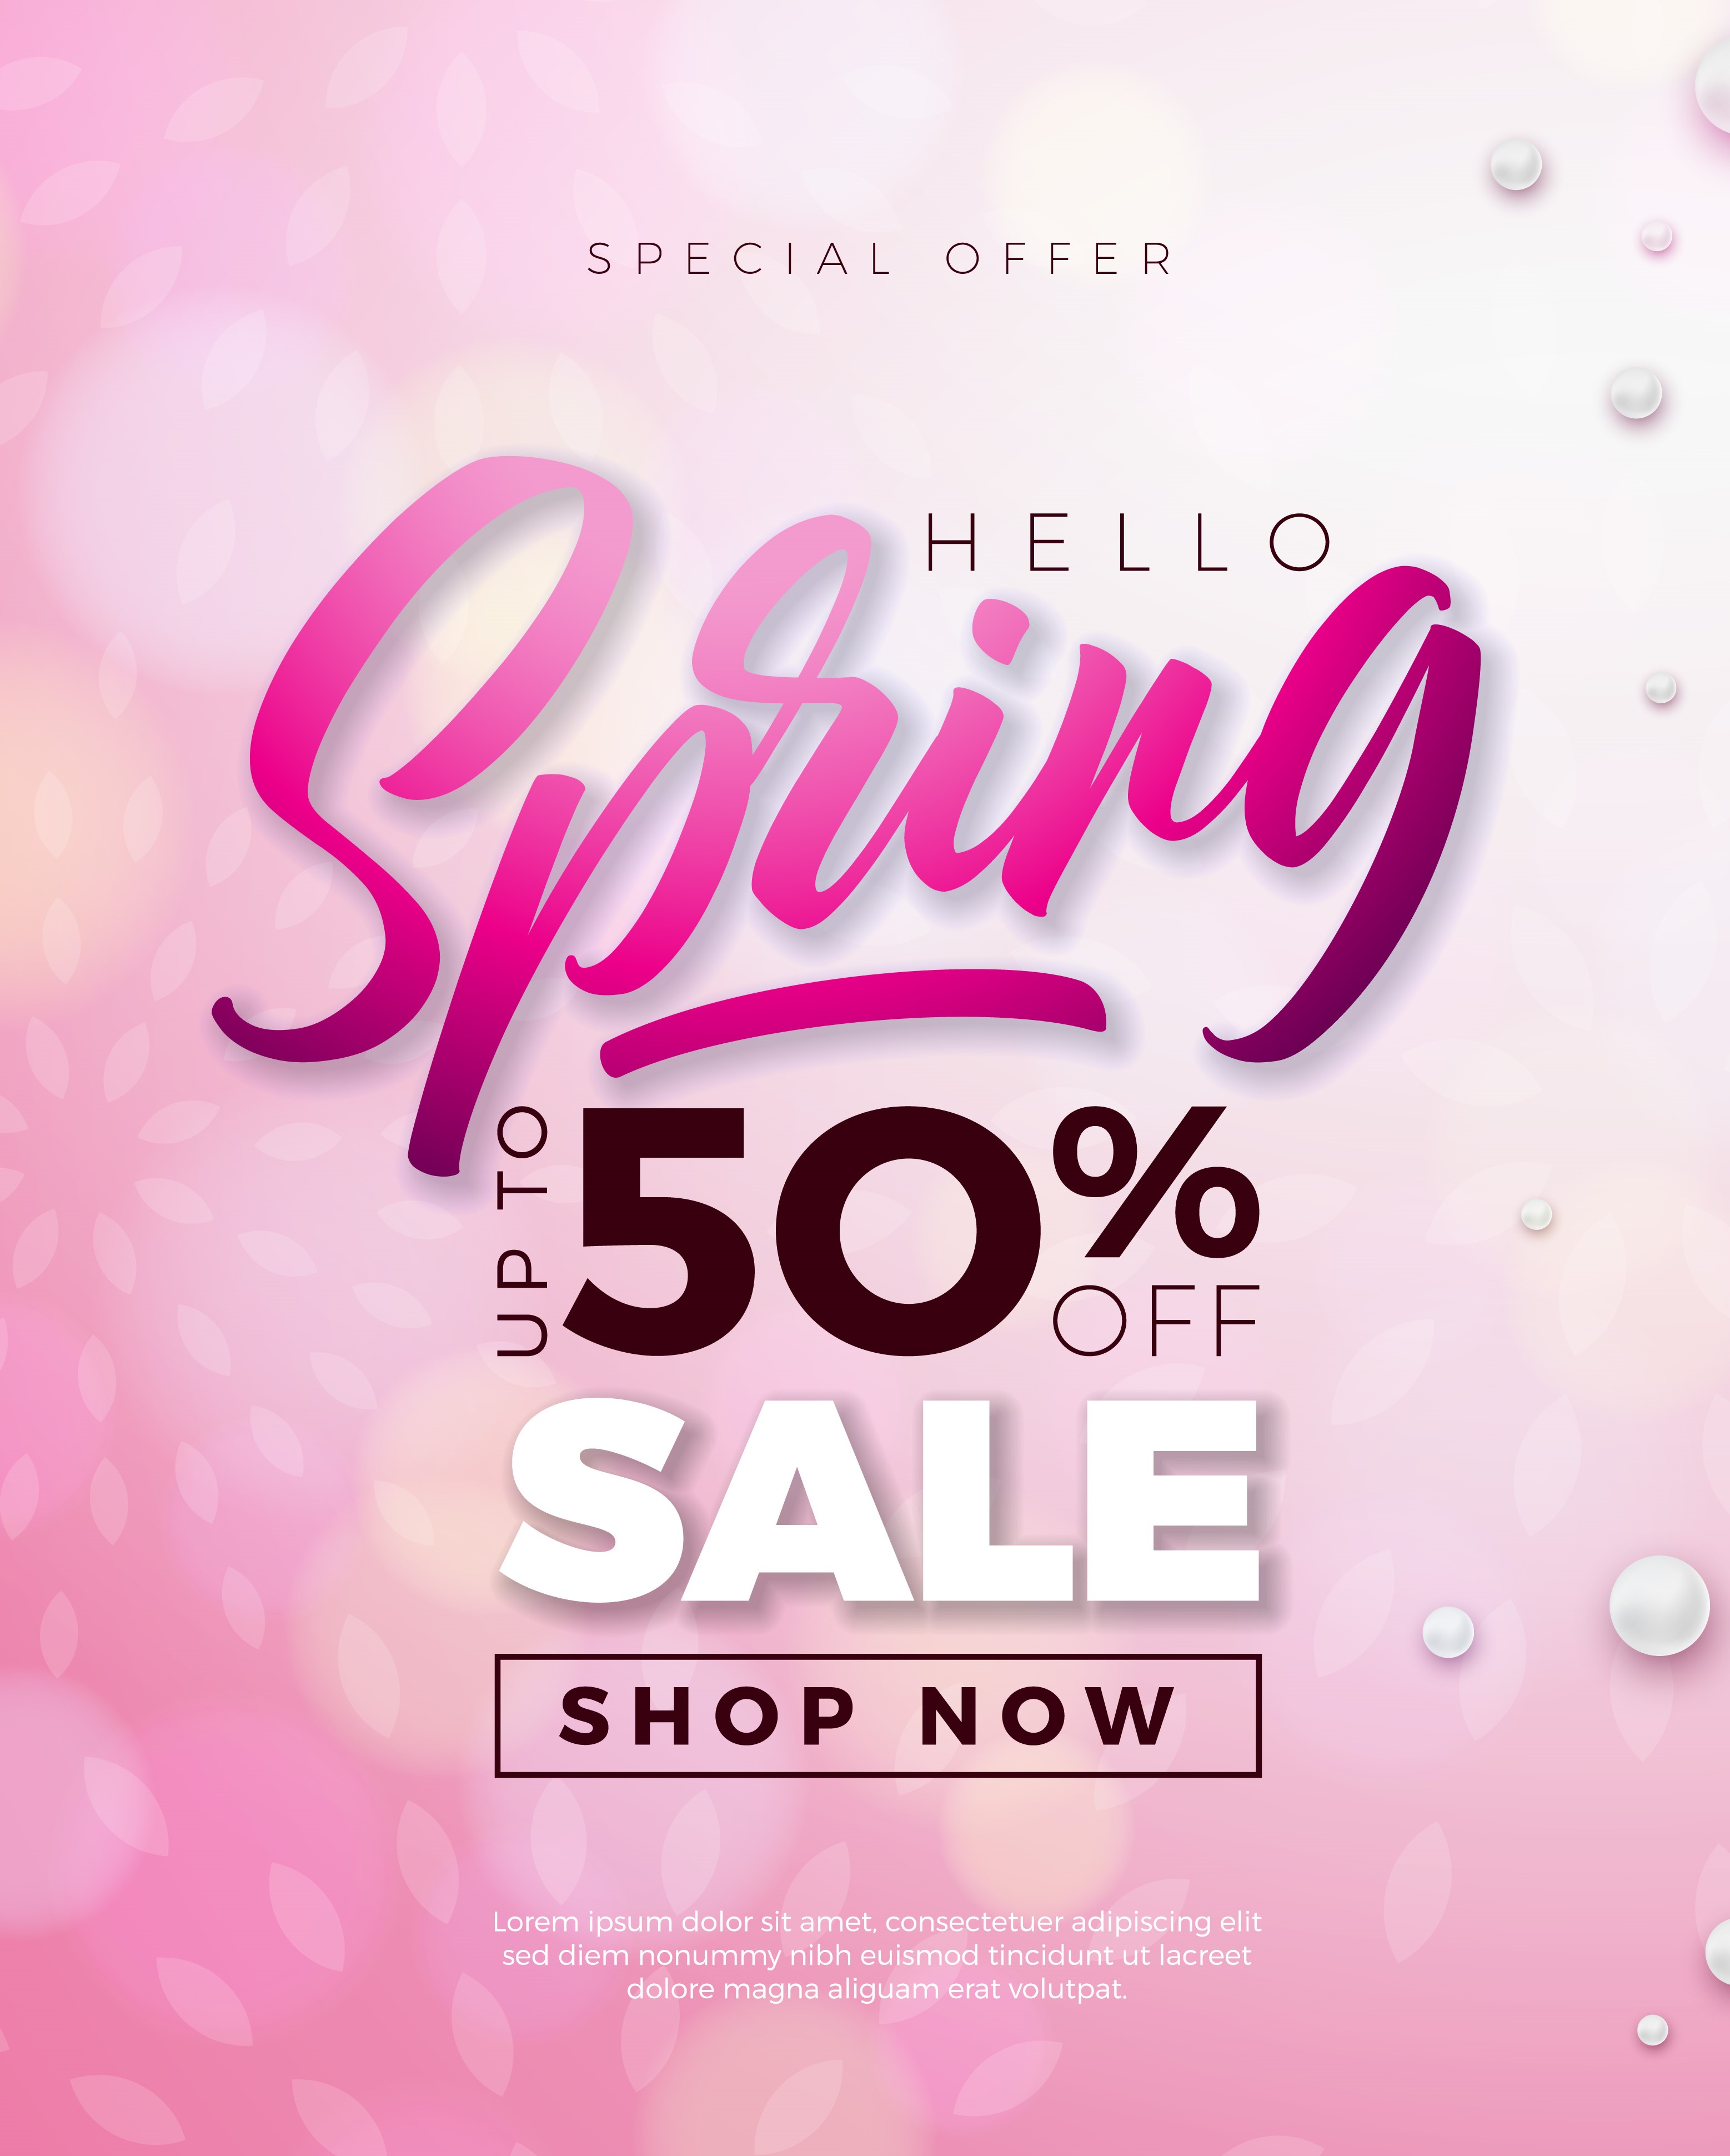 SPECIAL OFFER
HELLO
Spring
UP TO
50%
OFF
SALE
SHOP NOW
Lorem ipsum dolor sit amet, consectetuer adipiscing elit
sed diem nonummy nibh euismod tincidunt ut lacreet
dolore magna aliguam erat volutpat.